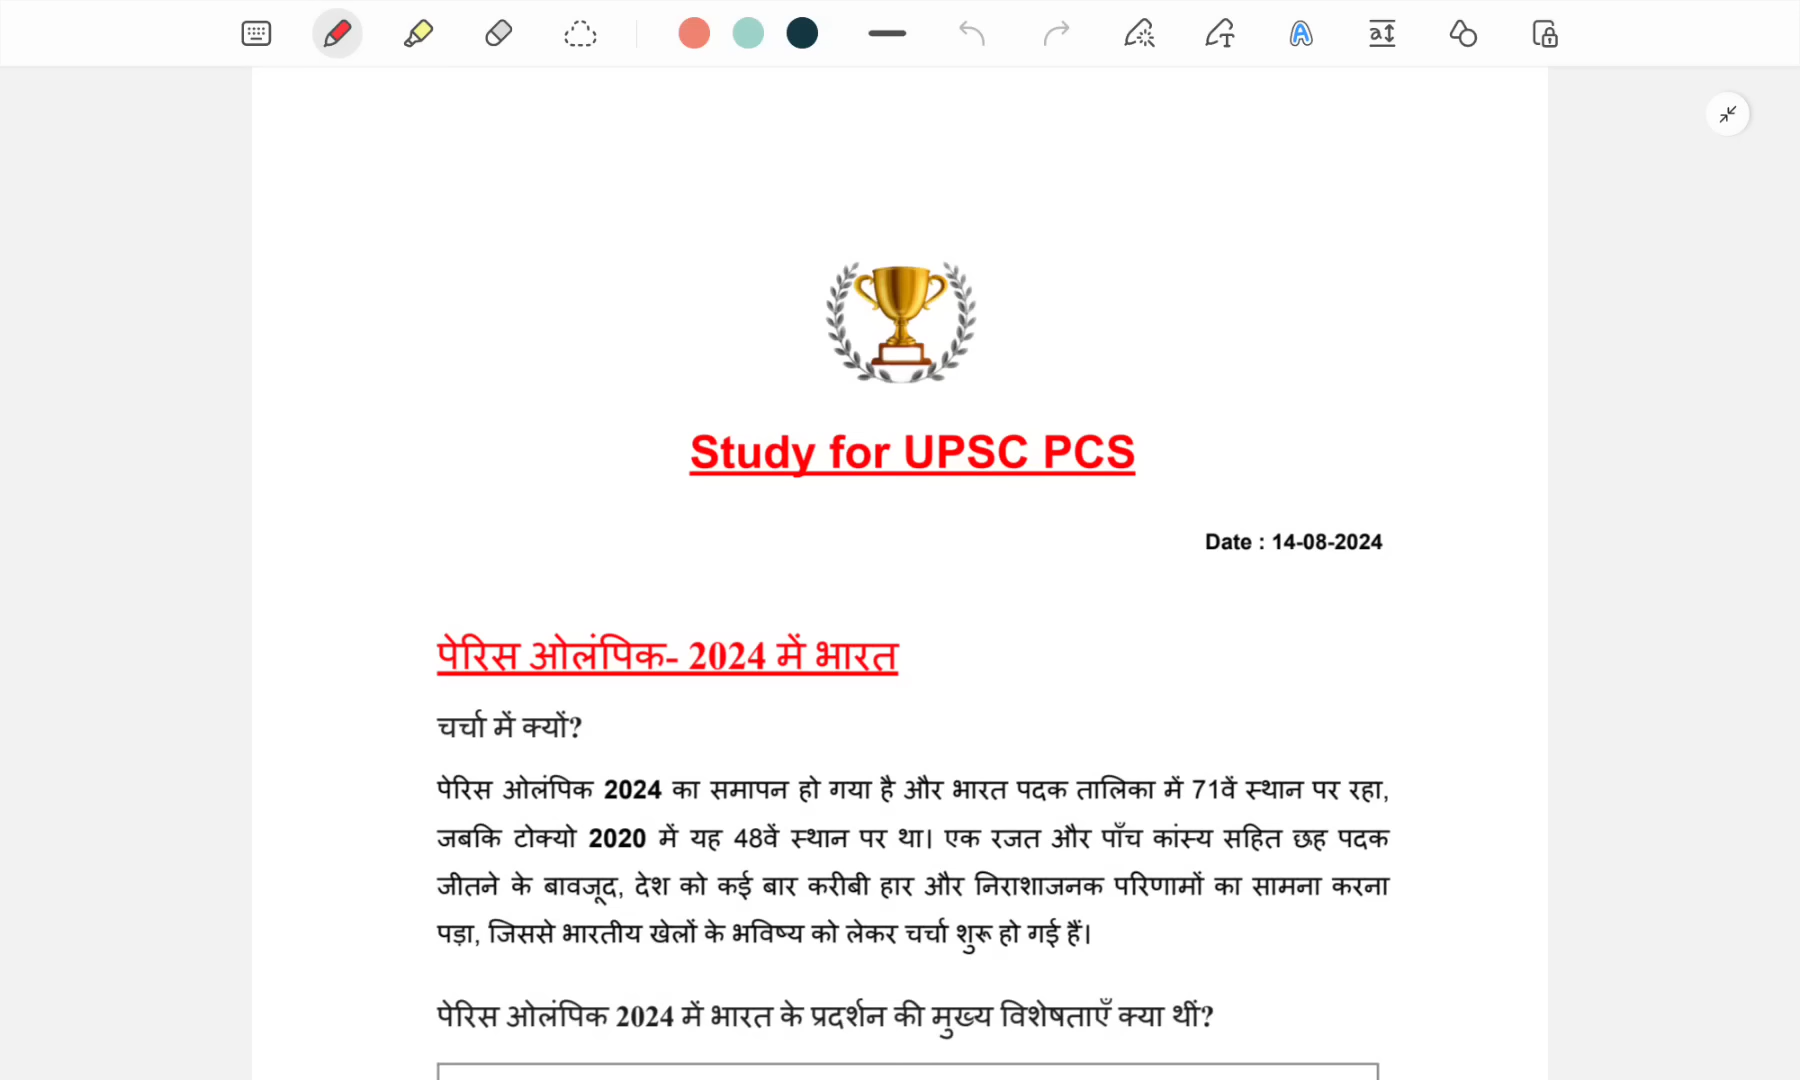 Study for UPSC PCS
Date : 14-08-2024
पेरिस ओलंपिक- 2024 में भारत
चर्चा में क्यों?
पेरिस ओलंपिक 2024 का समापन हो गया है और भारत पदक तालिका में 71वें स्थान पर रहा,
जबकि टोक्यो 2020 में यह 48वें स्थान पर था। एक रजत और पाँच कांस्य सहित छह पदक
जीतने के बावजूद, देश को कई बार करीबी हार और निराशाजनक परिणामों का सामना करना
पड़ा, जिससे भारतीय खेलों के भविष्य को लेकर चर्चा शुरू हो गई हैं।
पेरिस ओलंपिक 2024 में भारत के प्रदर्शन की मुख्य विशेषताएँ क्या थीं?